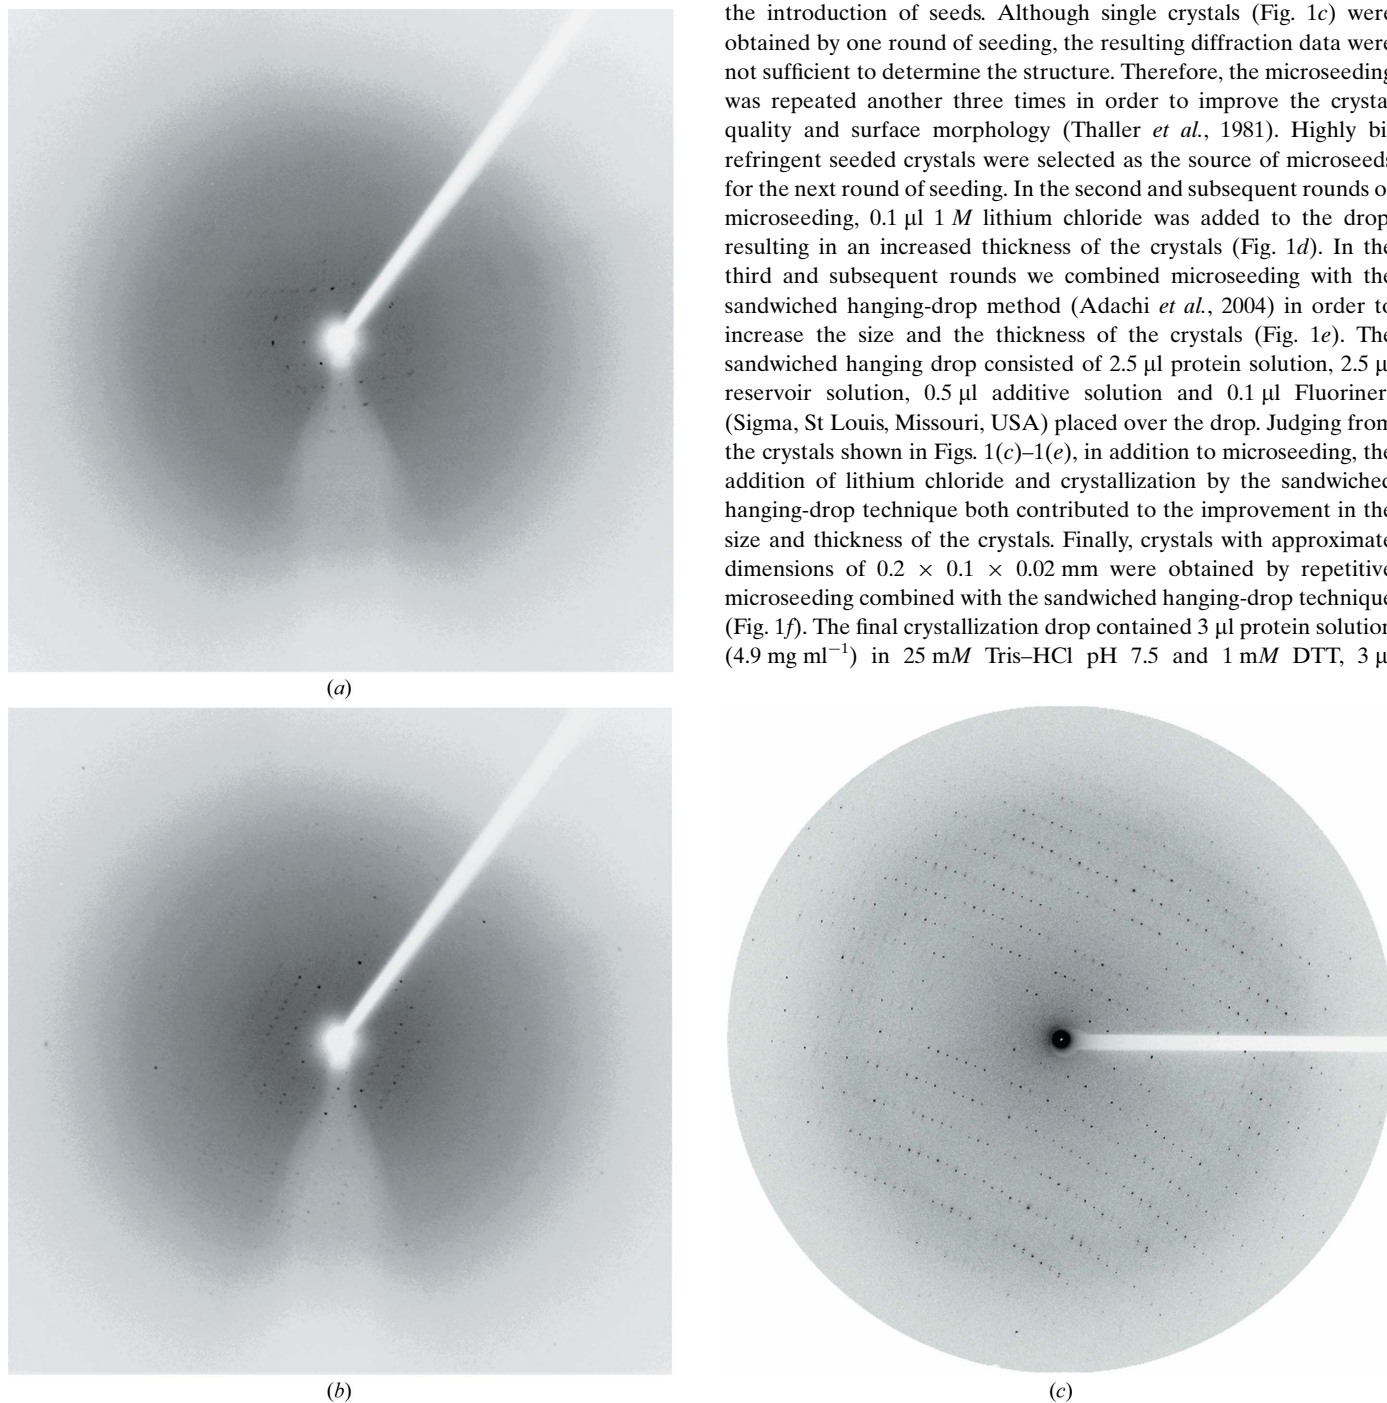 the introduction of seeds. Although single crystals (Fig. 1c) were
obtained by one round of seeding, the resulting diffraction data were
not sufficient to determine the structure. Therefore, the microseeding
was repeated another three times in order to improve the crysta
quality and surface morphology (Thaller et al., 1981). Highly bi
refringent seeded crystals were selected as the source of microseeds
for the next round of seeding. In the second and subsequent rounds o
microseeding, 0.1 µl 1 M lithium chloride was added to the drop
resulting in an increased thickness of the crystals (Fig. 1d). In the
third and subsequent rounds we combined microseeding with the
sandwiched hanging-drop method (Adachi et al., 2004) in order to
increase the size and the thickness of the crystals (Fig. 1e). The
sandwiched hanging drop consisted of 2.5 µl protein solution, 2.5 µ
reservoir solution, 0.5 µl additive solution and 0.1 µl Fluoriner
(Sigma, St Louis, Missouri, USA) placed over the drop. Judging from
the crystals shown in Figs. 1(c)–1(e), in addition to microseeding, the
addition of lithium chloride and crystallization by the sandwiched
hanging-drop technique both contributed to the improvement in the
size and thickness of the crystals. Finally, crystals with approximate
dimensions of 0.2 × 0.1 × 0.02 mm were obtained by repetitive
microseeding combined with the sandwiched hanging-drop technique
(Fig. 1f). The final crystallization drop contained 3 µl protein solution
(4.9 mg ml⁻¹) in 25 mM Tris–HCl pH 7.5 and 1 mM DTT, 3 µ
(a)
(b)
(c)